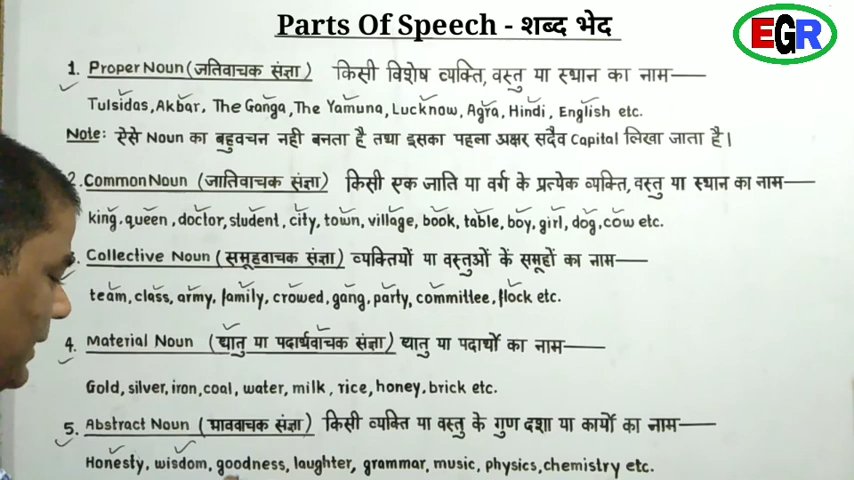 Parts Of Speech - शब्द भेद
EGR
1. Proper Noun (जतिवाचक संज्ञा) किसी विशेष व्यक्ति, वस्तु या स्थान का नाम—
Tulsidas, Akbar, The Ganga, The Yamuna, Lucknow, Agra, Hindi, English etc.
Note: ऐसे Noun का बहुवचन नही बनता है तथा इसका पहला अक्षर सदैव Capital लिखा जाता है।
2. Common Noun (जातिवाचक संज्ञा) किसी एक जाति या वर्ग के प्रत्येक व्यक्ति, वस्तु या स्थान का नाम—
king, queen, doctor, student, city, town, village, book, table, boy, girl, dog, cow etc.
3. Collective Noun (समूहवाचक संज्ञा) व्यक्तियों या वस्तुओं कें समूहों का नाम—
team, class, army, family, crowed, gang, party, committee, flock etc.
4. Material Noun (धातु या पदार्थवाचक संज्ञा) धातु या पदार्थो का नाम—
Gold, silver, iron, coal, water, milk, rice, honey, brick etc.
5. Abstract Noun (भाववाचक संज्ञा) किसी व्यक्ति या वस्तु के गुण दशा या कार्यो का नाम—
Honesty, wisdom, goodness, laughter, grammar, music, physics, chemistry etc.